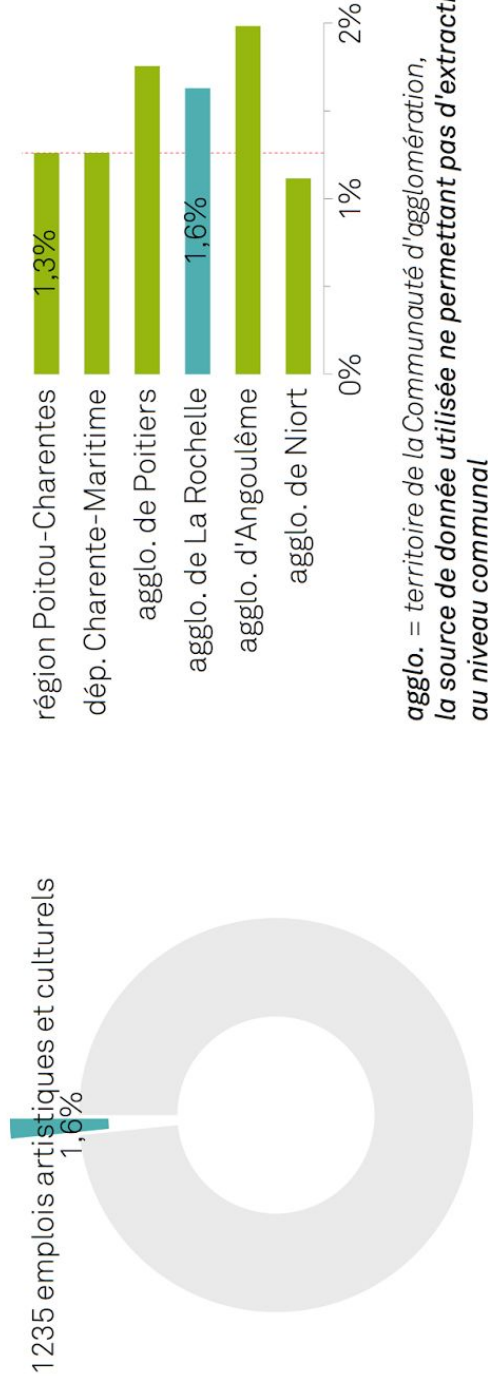 1235 emplois artistiques et culturels
1,6%
région Poitou-Charentes
1,3%
dép. Charente-Maritime
agglo. de Poitiers
agglo. de La Rochelle
1,6%
agglo. d'Angoulême
agglo. de Niort
0%
1%
2%
agglo. = territoire de la Communauté d'agglomération,
la source de donnée utilisée ne permettant pas d'extracti
au niveau communal